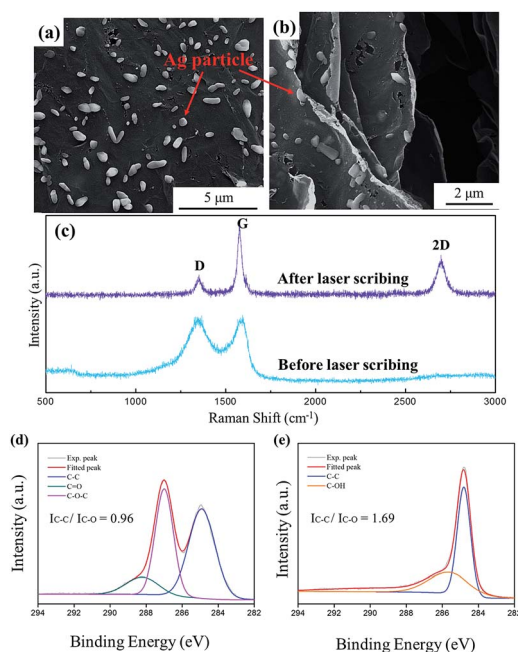 (a)
(b)
Ag particle
5 μm
2 μm
(c)
D
G
2D
After laser scribing
Before laser scribing
Intensity (a.u.)
500 1000 1500 2000 2500 3000
Raman Shift (cm-1)
(d)
Exp. peak
Fitted peak
C-C
C=O
C-O-C
IC-C/ IC-O = 0.96
Intensity (a.u.)
294 292 290 288 286 284 282
Binding Energy (eV)
(e)
Exp. peak
Fitted peak
C-C
C-OH
IC-C/ IC-O = 1.69
Intensity (a.u.)
294 292 290 288 286 284 282
Binding Energy (eV)